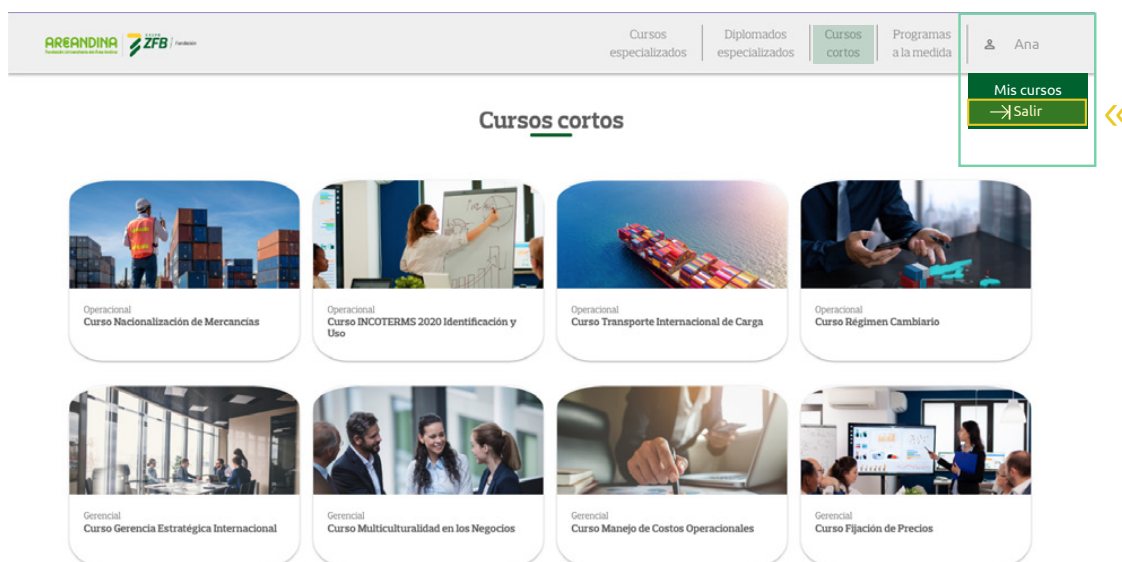 AREANDINA
ZFB
Fundación
Cursos
especializados
Diplomados
especializados
Cursos
cortos
Programas
a la medida
Ana
Mis cursos
Salir
Cursos cortos
Operacional
Curso Nacionalización de Mercancías
Operacional
Curso INCOTERMS 2020 Identificación y
Uso
Operacional
Curso Transporte Internacional de Carga
Operacional
Curso Régimen Cambiario
Gerencial
Curso Gerencia Estratégica Internacional
Gerencial
Curso Multiculturalidad en los Negocios
Gerencial
Curso Manejo de Costos Operacionales
Gerencial
Curso Fijación de Precios